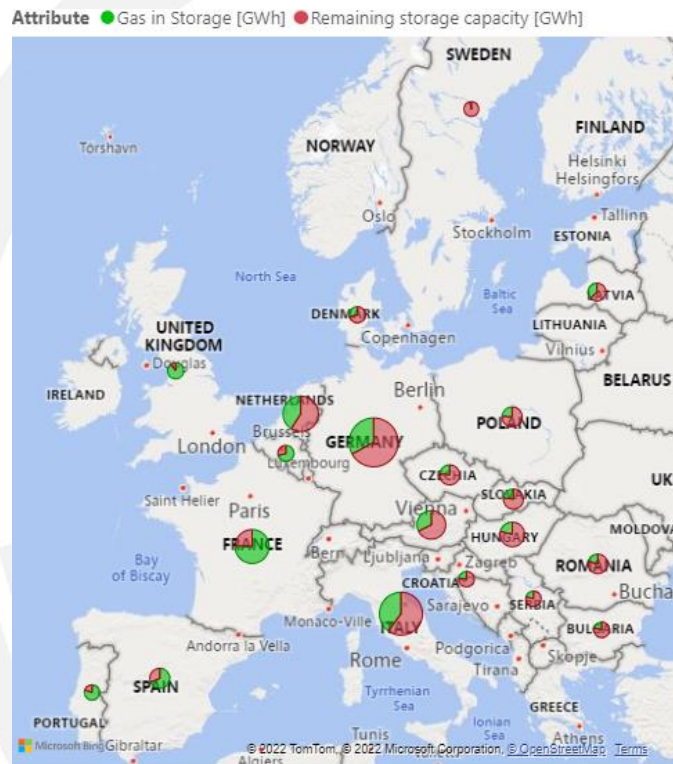 Attribute Gas in Storage [GWh] Remaining storage capacity [GWh]
SWEDEN
FINLAND
Tórshavn
NORWAY
Helsinki
Helsingfors
Oslo
Tallinn
Stockholm
ESTONIA
North Sea
Baltic
Sea
LATVIA
DENMARK
Copenhagen
LITHUANIA
UNITED
KINGDOM
Vilnius
Douglas
IRELAND
BELARUS
NETHERLANDS
Berlin
POLAND
London
Brussels
GERMANY
Luxembourg
CZECHIA
UK
Saint Helier
Paris
Vienna
SLOVAKIA
FRANCE
Bern
HUNGARY
MOLDOVA
Bay
of Biscay
Ljubljana
Zagreb
ROMANIA
CROATIA
Bucha
Monaco-Ville
Sarajevo
SERBIA
ITALY
Andorra la Vella
Podgorica
BULGARIA
Rome
Skopje
Tirana
SPAIN
Tyrrhenian
Sea
GREECE
PORTUGAL
Ionian
Sea
Athens
Microsoft Bing
Gibraltar
Algiers
Tunis
© 2022 TomTom, © 2022 Microsoft Corporation, © OpenStreetMap Terms